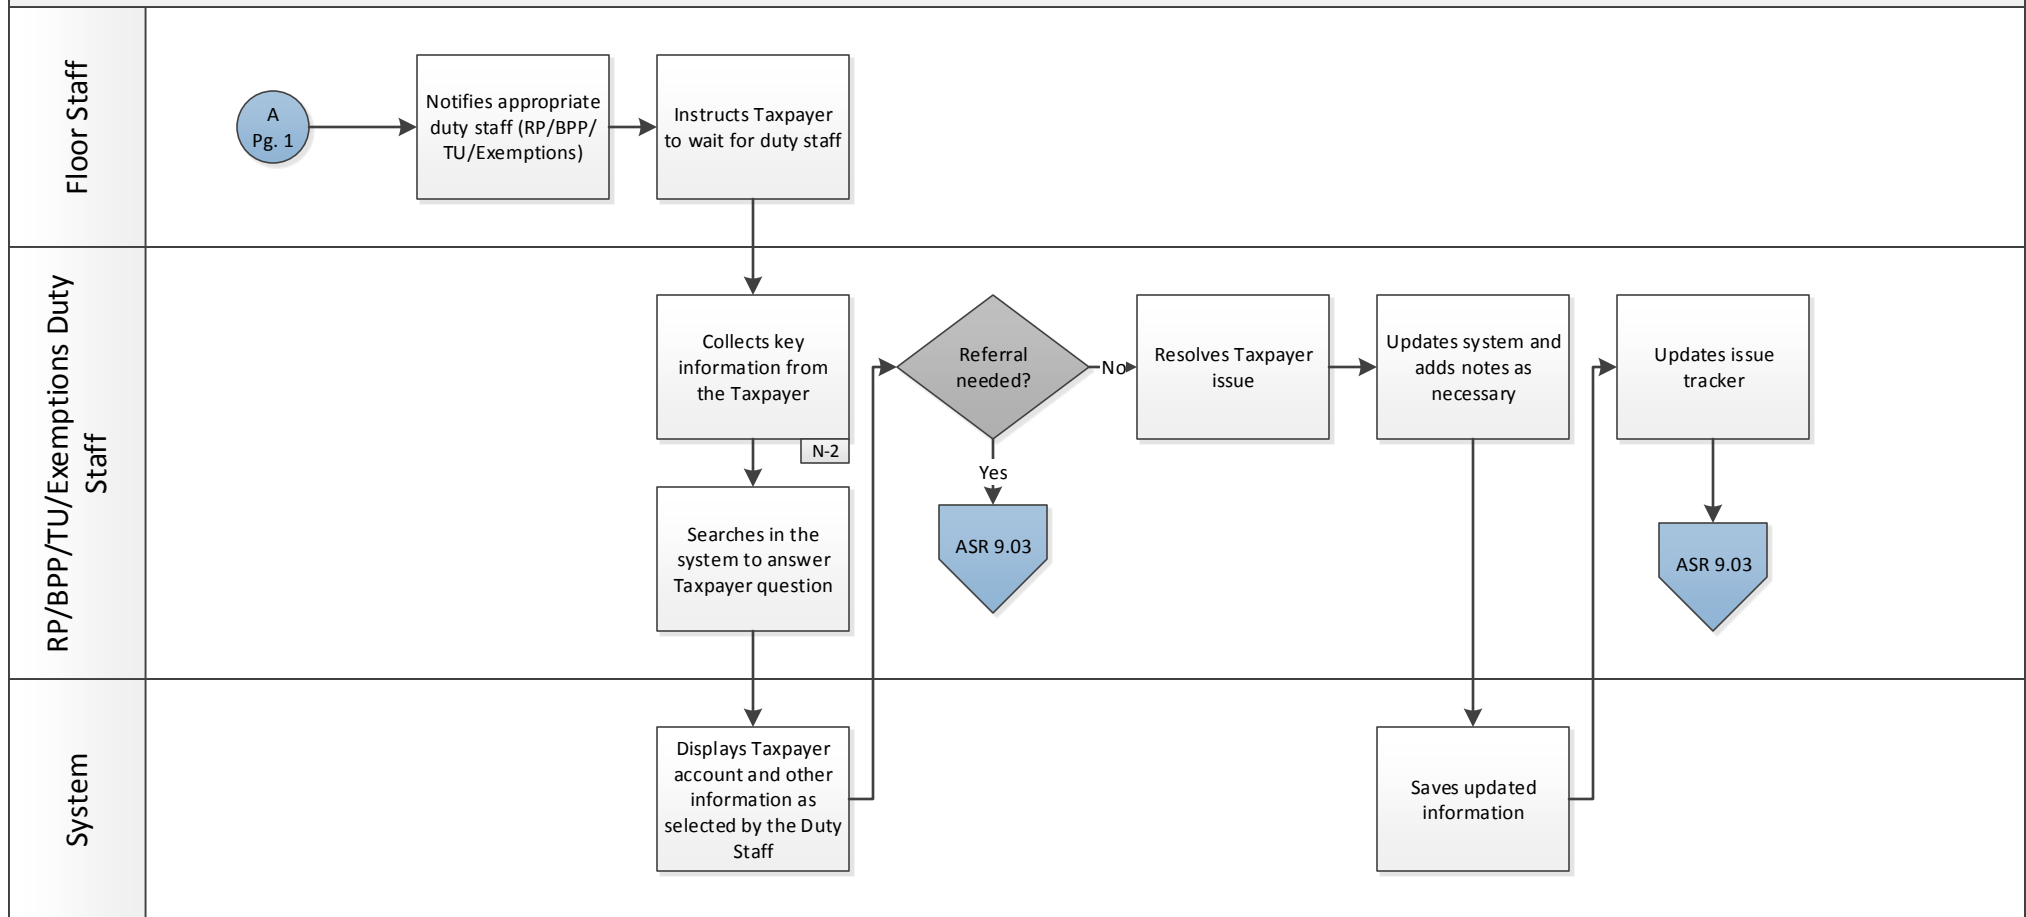 Floor Staff
A
Pg. 1
Notifies appropriate
duty staff (RP/BPP/
TU/Exemptions)
Instructs Taxpayer
to wait for duty staff
RP/BPP/TU/Exemptions Duty
Staff
Collects key
information from
the Taxpayer
N-2
Searches in the
system to answer
Taxpayer question
Referral
needed?
No
Yes
ASR 9.03
Resolves Taxpayer
issue
Updates system and
adds notes as
necessary
Updates issue
tracker
ASR 9.03
System
Displays Taxpayer
account and other
information as
selected by the Duty
Staff
Saves updated
information